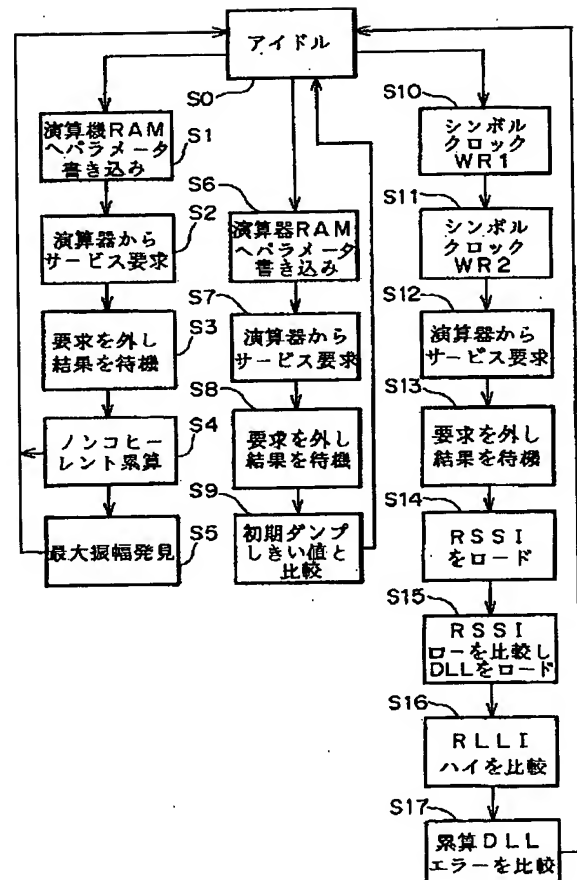 アイドル
S0
演算機RAM
へパラメータ
書き込み
S1
演算器から
サービス要求
S2
要求を外し
結果を待機
S3
ノンコヒー
レント累算
S4
最大振幅発見
S5
S6
演算器RAM
へパラメータ
書き込み
S7
演算器から
サービス要求
S8
要求を外し
結果を待機
S9
初期ダンプ
しきい値と
比較
S10
シンボル
クロック
WR1
S11
シンボル
クロック
WR2
S12
演算器から
サービス要求
S13
要求を外し
結果を待機
S14
RSSI
をロード
S15
RSSI
ローを比較し
DLLをロード
S16
RLLI
ハイを比較
S17
累算DLL
エラーを比較